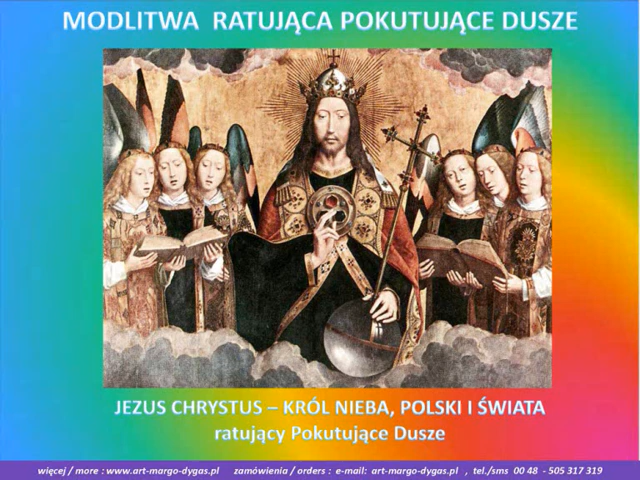 MODLITWA RATUJĄCA POKUTUJĄCE DUSZE
JEZUS CHRYSTUS – KRÓL NIEBA, POLSKI I ŚWIATA
ratujący Pokutujące Dusze
więcej / more : www.art-margo-dygas.pl zamówienia / orders : e-mail: art-margo-dygas.pl , tel./sms 00 48 - 505 317 319